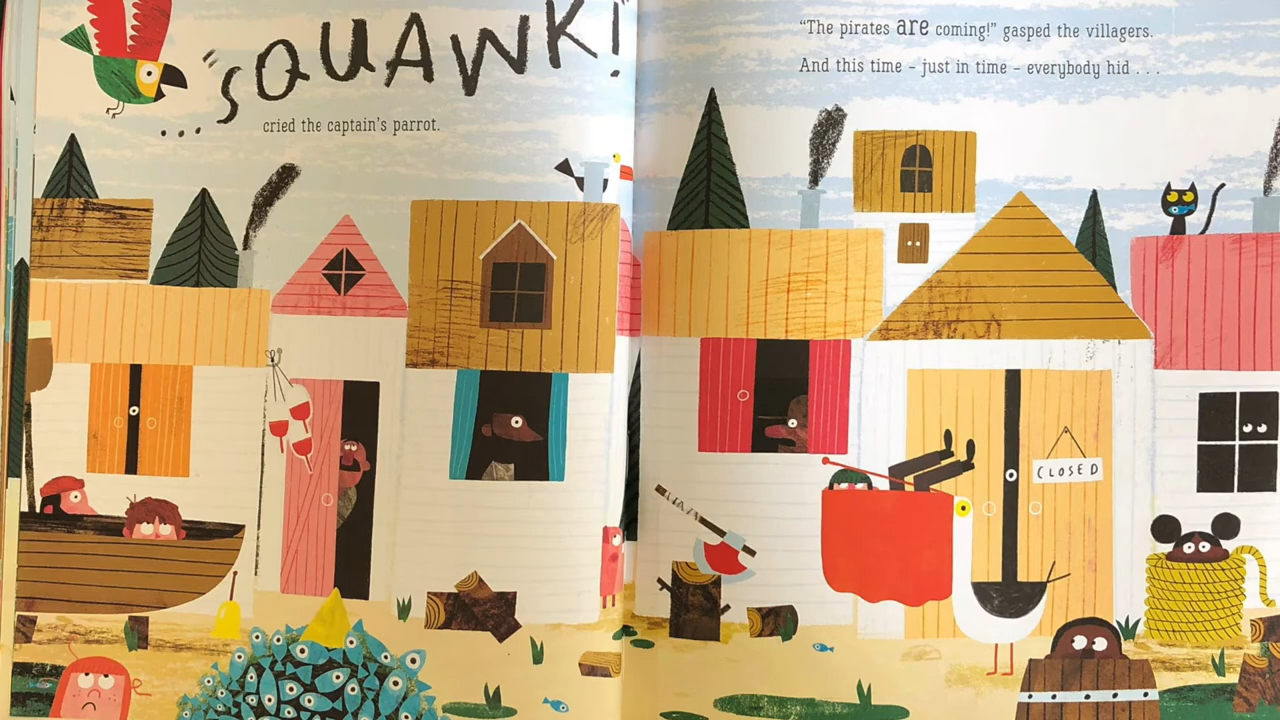 ..."SQUAWK!"
cried the captain's parrot.
"The pirates are coming!" gasped the villagers.
And this time – just in time – everybody hid . . .
CLOSED